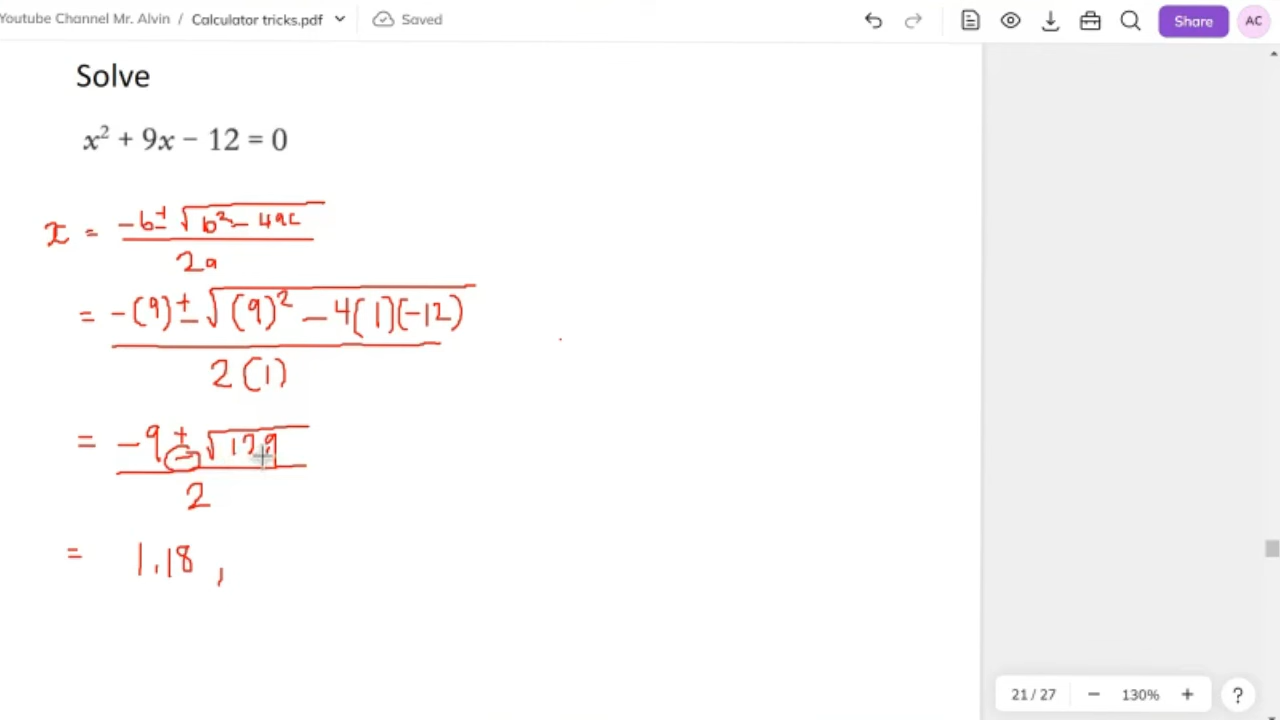 Youtube Channel Mr. Alvin / Calculator tricks.pdf Saved Share AC
Solve
x² + 9x − 12 = 0
x = -b ± √(b² - 4ac)
2a
= -(9) ± √((9)² - 4(1)(-12))
2(1)
= -9 ± √129
2
= 1.18 ,
21 / 27 − 130% + ?